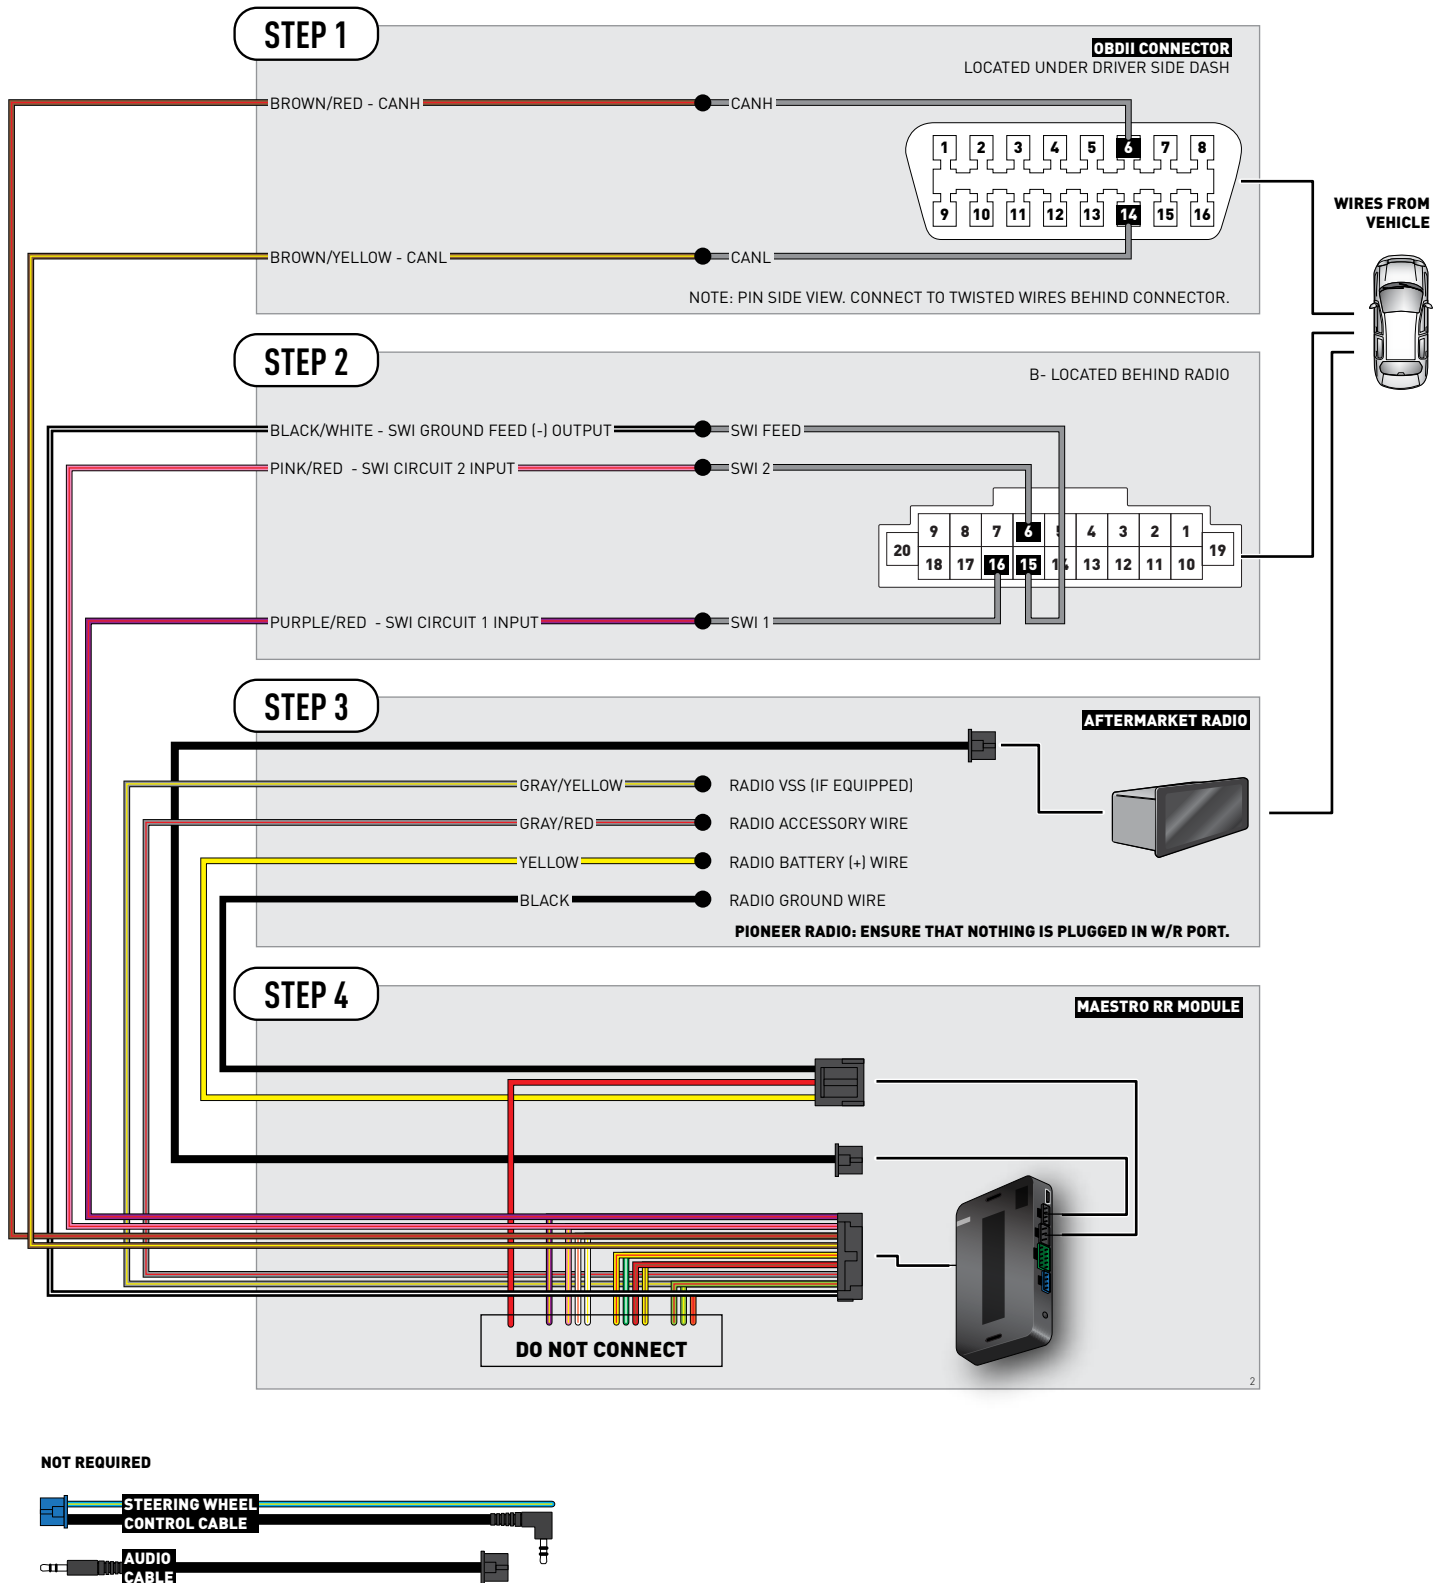 STEP 1
OBDII CONNECTOR
LOCATED UNDER DRIVER SIDE DASH
BROWN/RED - CANH
CANH
1 2 3 4 5 6 7 8
9 10 11 12 13 14 15 16
WIRES FROM
VEHICLE
BROWN/YELLOW - CANL
CANL
NOTE: PIN SIDE VIEW. CONNECT TO TWISTED WIRES BEHIND CONNECTOR.
STEP 2
B- LOCATED BEHIND RADIO
BLACK/WHITE - SWI GROUND FEED (-) OUTPUT
SWI FEED
PINK/RED - SWI CIRCUIT 2 INPUT
SWI 2
9 8 7 6 5 4 3 2 1
20
19
18 17 16 15 14 13 12 11 10
PURPLE/RED - SWI CIRCUIT 1 INPUT
SWI 1
STEP 3
AFTERMARKET RADIO
GRAY/YELLOW
RADIO VSS (IF EQUIPPED)
GRAY/RED
RADIO ACCESSORY WIRE
YELLOW
RADIO BATTERY (+) WIRE
BLACK
RADIO GROUND WIRE
PIONEER RADIO: ENSURE THAT NOTHING IS PLUGGED IN W/R PORT.
STEP 4
MAESTRO RR MODULE
DO NOT CONNECT
2
NOT REQUIRED
STEERING WHEEL
CONTROL CABLE
AUDIO
CABLE